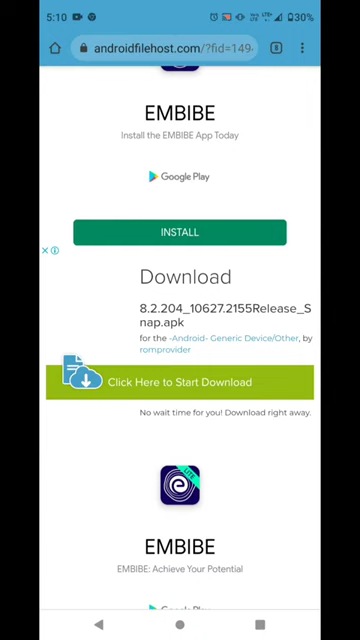 5:10
30%
androidfilehost.com/?fid=149
8
EMBIBE
Install the EMBIBE App Today
Google Play
INSTALL
Download
8.2.204_10627.2155Release_S
nap.apk
for the -Android- Generic Device/Other, by
romprovider
Click Here to Start Download
No wait time for you! Download right away.
LITE
EMBIBE
EMBIBE: Achieve Your Potential